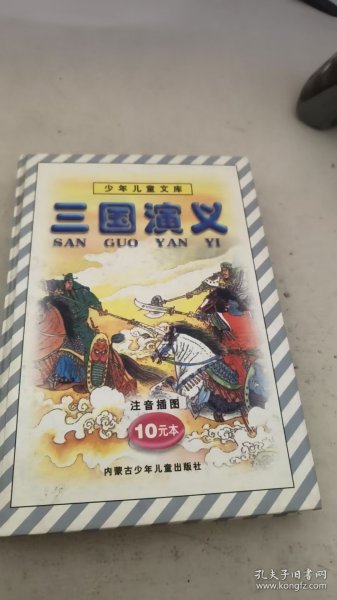 少年儿童文库
三国演义
SAN GUO YAN YI
注音插图
10元本
内蒙古少年儿童出版社
孔夫子旧书网
www.kongfz.com